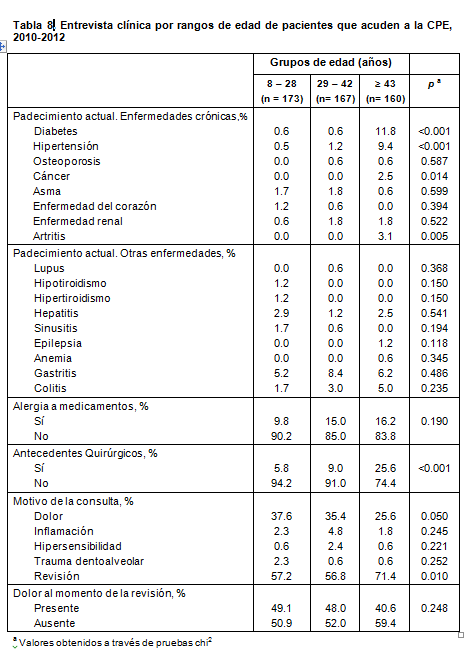 Tabla 8. Entrevista clínica por rangos de edad de pacientes que acuden a la CPE,
2010-2012
Grupos de edad (años)
8 – 28 29 – 42 ≥ 43 p ª
(n = 173) (n= 167) (n= 160)
Padecimiento actual. Enfermedades crónicas,%
Diabetes 0.6 0.6 11.8 <0.001
Hipertensión 0.5 1.2 9.4 <0.001
Osteoporosis 0.0 0.6 0.6 0.587
Cáncer 0.0 0.0 2.5 0.014
Asma 1.7 1.8 0.6 0.599
Enfermedad del corazón 1.2 0.6 0.0 0.394
Enfermedad renal 0.6 1.8 1.8 0.522
Artritis 0.0 0.0 3.1 0.005
Padecimiento actual. Otras enfermedades, %
Lupus 0.0 0.6 0.0 0.368
Hipotiroidismo 1.2 0.0 0.0 0.150
Hipertiroidismo 1.2 0.0 0.0 0.150
Hepatitis 2.9 1.2 2.5 0.541
Sinusitis 1.7 0.6 0.0 0.194
Epilepsia 0.0 0.0 1.2 0.118
Anemia 0.0 0.0 0.6 0.345
Gastritis 5.2 8.4 6.2 0.486
Colitis 1.7 3.0 5.0 0.235
Alergia a medicamentos, %
Sí 9.8 15.0 16.2 0.190
No 90.2 85.0 83.8
Antecedentes Quirúrgicos, %
Sí 5.8 9.0 25.6 <0.001
No 94.2 91.0 74.4
Motivo de la consulta, %
Dolor 37.6 35.4 25.6 0.050
Inflamación 2.3 4.8 1.8 0.245
Hipersensibilidad 0.6 2.4 0.6 0.221
Trauma dentoalveolar 2.3 0.6 0.6 0.252
Revisión 57.2 56.8 71.4 0.010
Dolor al momento de la revisión, %
Presente 49.1 48.0 40.6 0.248
Ausente 50.9 52.0 59.4
ª Valores obtenidos a través de pruebas chi²